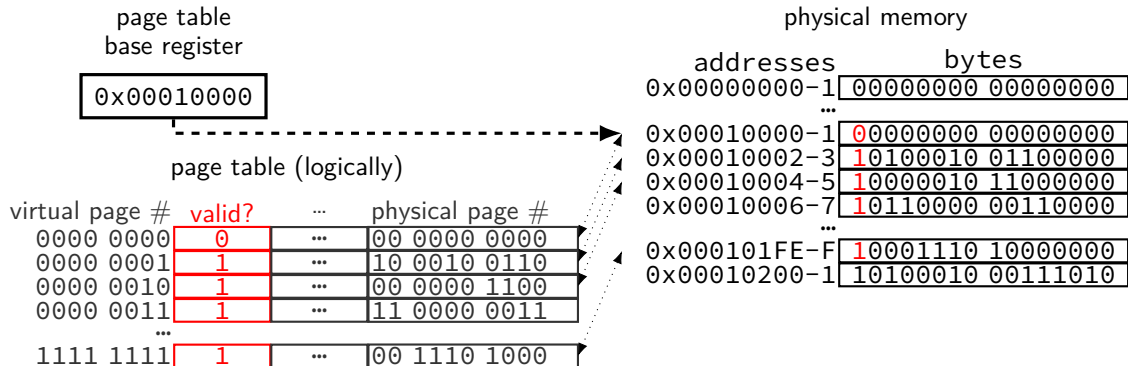 page table
base register
0x00010000
page table (logically)
virtual page # valid? ... physical page #
0000 0000 0 ... 00 0000 0000
0000 0001 1 ... 10 0010 0110
0000 0010 1 ... 00 0000 1100
0000 0011 1 ... 11 0000 0011
...
1111 1111 1 ... 00 1110 1000
physical memory
addresses bytes
0x00000000-1 00000000 00000000
...
0x00010000-1 00000000 00000000
0x00010002-3 10100010 01100000
0x00010004-5 10000010 11000000
0x00010006-7 10110000 00110000
...
0x000101FE-F 10001110 10000000
0x00010200-1 10100010 00111010